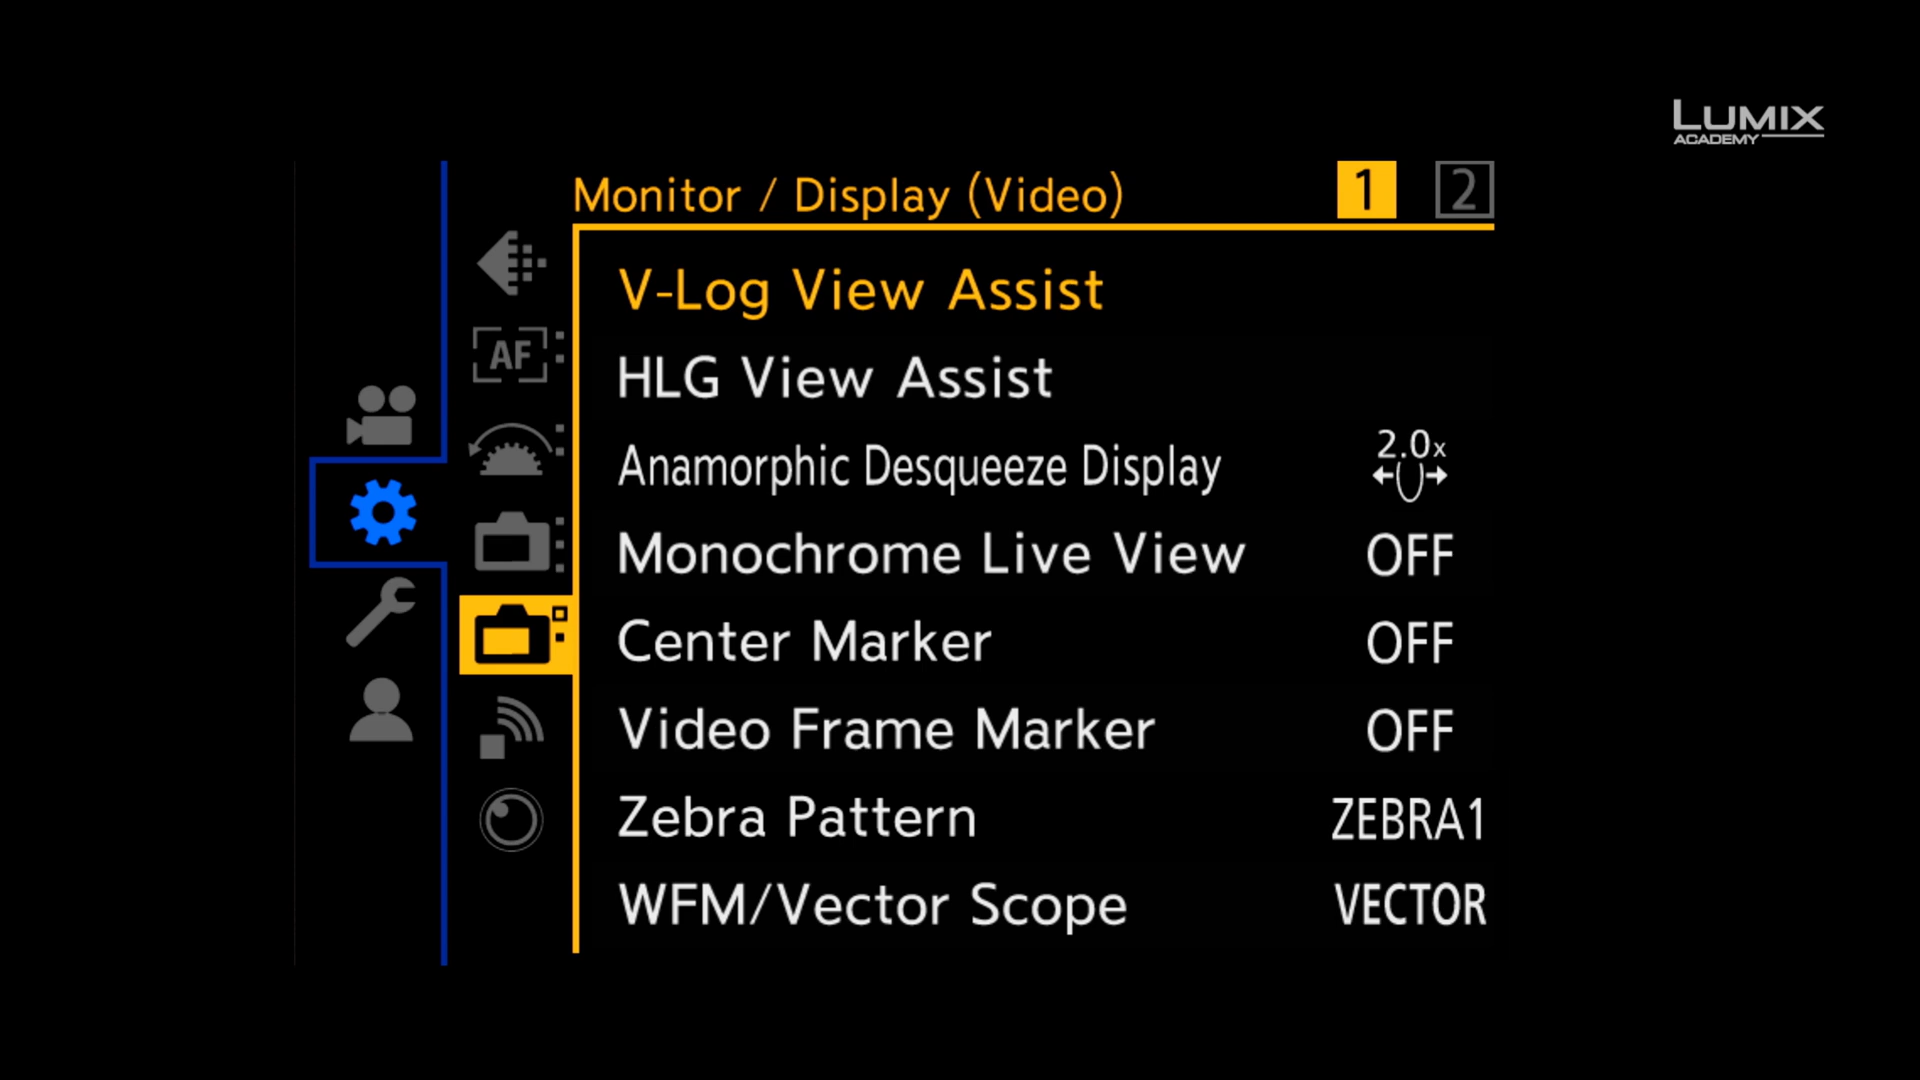 LUMIX
ACADEMY
Monitor / Display (Video) 1 2
V-Log View Assist
HLG View Assist
AF
Anamorphic Desqueeze Display 2.0x
Monochrome Live View OFF
Center Marker OFF
Video Frame Marker OFF
Zebra Pattern ZEBRA1
WFM/Vector Scope VECTOR